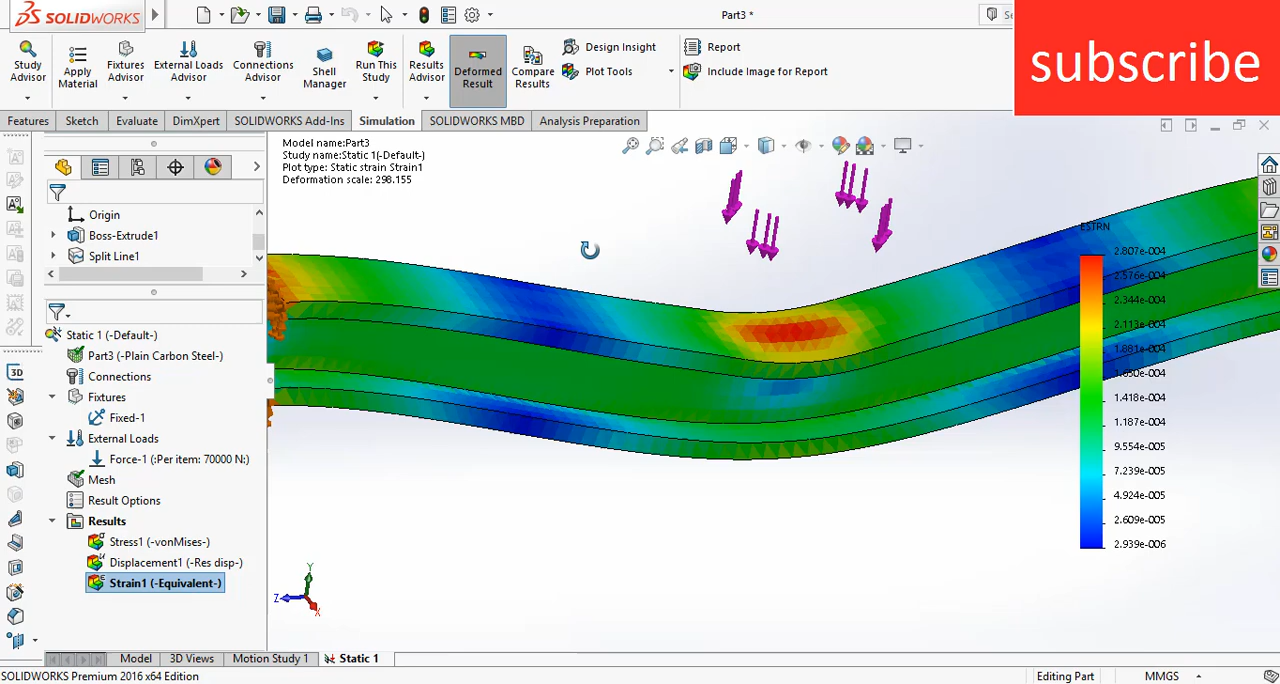 SOLIDWORKS
Part3 *
Se
subscribe
Study Advisor
Apply Material
Fixtures Advisor
External Loads Advisor
Connections Advisor
Shell Manager
Run This Study
Results Advisor
Deformed Result
Compare Results
Design Insight
Plot Tools
Report
Include Image for Report
Features
Sketch
Evaluate
DimXpert
SOLIDWORKS Add-Ins
Simulation
SOLIDWORKS MBD
Analysis Preparation
Model name:Part3
Study name:Static 1(-Default-)
Plot type: Static strain Strain1
Deformation scale: 298.155
Origin
Boss-Extrude1
Split Line1
Static 1 (-Default-)
Part3 (-Plain Carbon Steel-)
Connections
Fixtures
Fixed-1
External Loads
Force-1 (:Per item: 70000 N:)
Mesh
Result Options
Results
Stress1 (-vonMises-)
Displacement1 (-Res disp-)
Strain1 (-Equivalent-)
3D
ESTRN
2.807e-004
2.576e-004
2.344e-004
2.113e-004
1.881e-004
1.650e-004
1.418e-004
1.187e-004
9.554e-005
7.239e-005
4.924e-005
2.609e-005
2.939e-006
Y
Z
X
Model
3D Views
Motion Study 1
Static 1
SOLIDWORKS Premium 2016 x64 Edition
Editing Part
MMGS